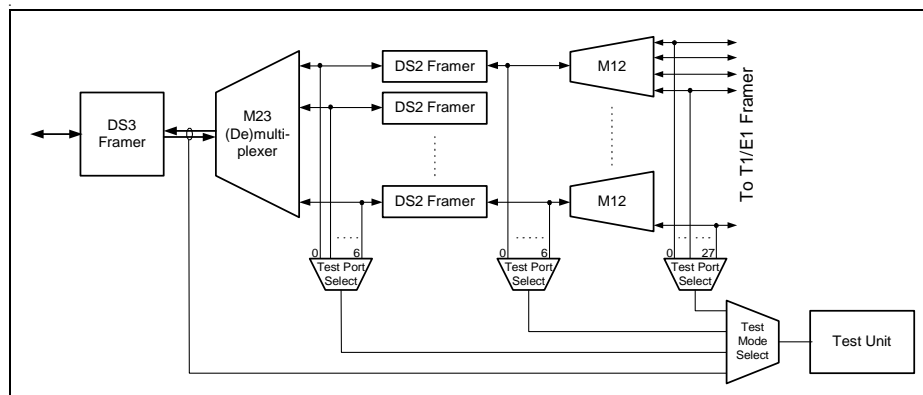 DS3
Framer
M23
(De)multi-
plexer
DS2 Framer
DS2 Framer
DS2 Framer
M12
M12
To T1/E1 Framer
0
6
Test Port
Select
0
6
Test Port
Select
0
27
Test Port
Select
Test
Mode
Select
Test Unit